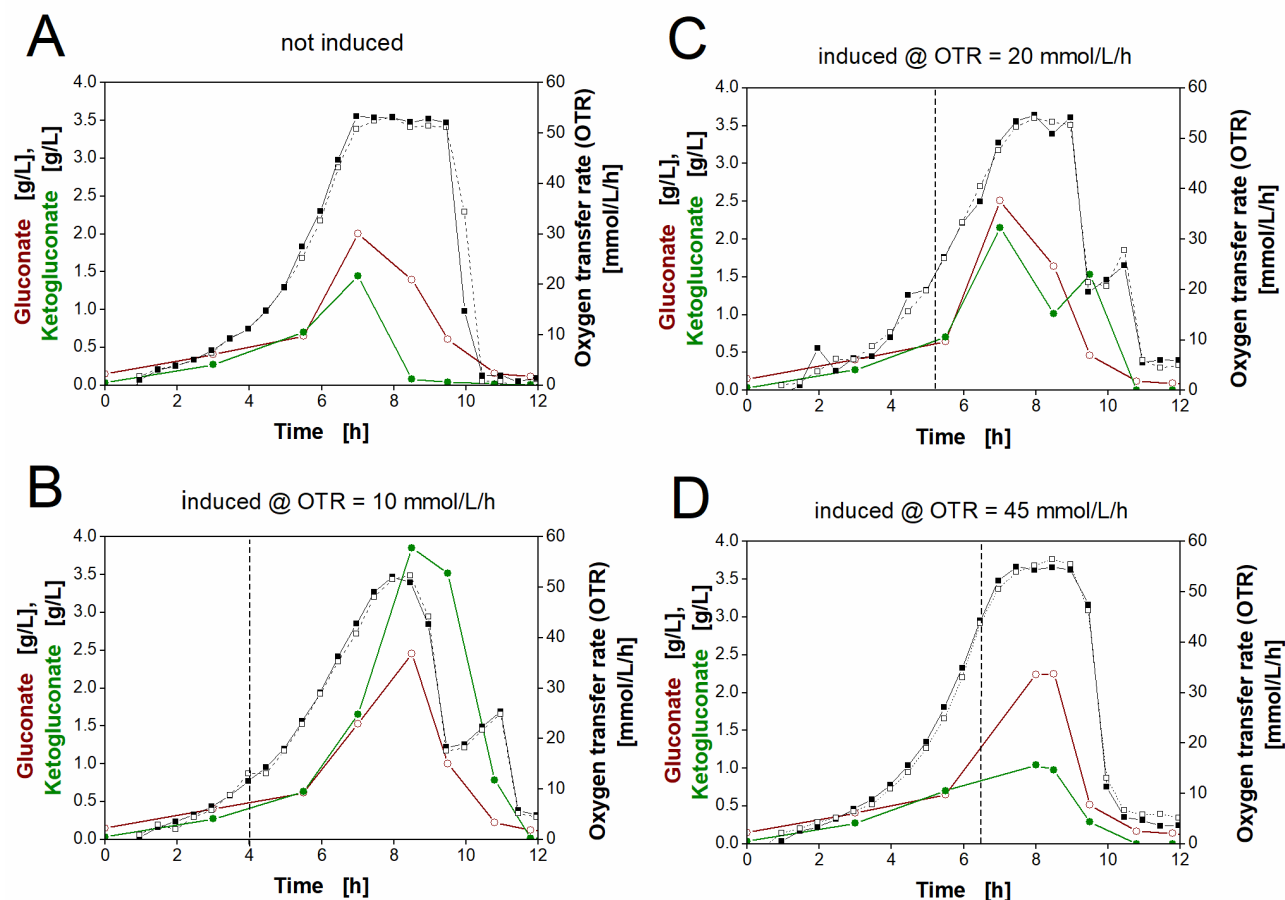 A
not induced
4.0
3.5
3.0
2.5
2.0
1.5
1.0
0.5
0.0
60
50
40
30
20
10
0
0 2 4 6 8 10 12
Gluconate [g/L],
Ketogluconate [g/L]
Oxygen transfer rate (OTR)
[mmol/L/h]
Time [h]
B
induced @ OTR = 10 mmol/L/h
4.0
3.5
3.0
2.5
2.0
1.5
1.0
0.5
0.0
60
50
40
30
20
10
0
0 2 4 6 8 10 12
Gluconate [g/L],
Ketogluconate [g/L]
Oxygen transfer rate (OTR)
[mmol/L/h]
Time [h]
C
induced @ OTR = 20 mmol/L/h
4.0
3.5
3.0
2.5
2.0
1.5
1.0
0.5
0.0
60
50
40
30
20
10
0
0 2 4 6 8 10 12
Gluconate [g/L],
Ketogluconate [g/L]
Oxygen transfer rate (OTR)
[mmol/L/h]
Time [h]
D
induced @ OTR = 45 mmol/L/h
4.0
3.5
3.0
2.5
2.0
1.5
1.0
0.5
0.0
60
50
40
30
20
10
0
0 2 4 6 8 10 12
Gluconate [g/L],
Ketogluconate [g/L]
Oxygen transfer rate (OTR)
[mmol/L/h]
Time [h]